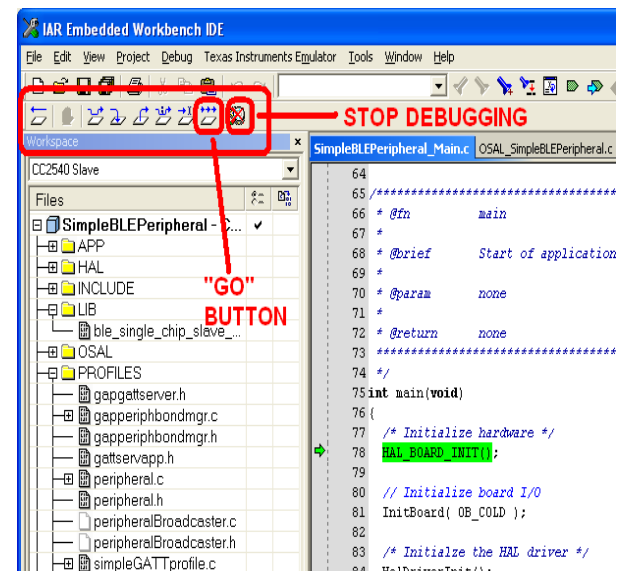 IAR Embedded Workbench IDE
File Edit View Project Debug Texas Instruments Emulator Tools Window Help
STOP DEBUGGING
Workspace
SimpleBLEPeripheral_Main.c OSAL_SimpleBLEPeripheral.c
CC2540 Slave
Files
SimpleBLEPeripheral - C...
APP
HAL
INCLUDE
"GO"
BUTTON
LIB
ble_single_chip_slave_...
OSAL
PROFILES
gapgattserver.h
gapperiphbondmgr.c
gapperiphbondmgr.h
gattservapp.h
peripheral.c
peripheral.h
peripheralBroadcaster.c
peripheralBroadcaster.h
simpleGATTprofile.c
64
65 /************************************
66 * @fn main
67 *
68 * @brief Start of application
69 *
70 * @param none
71 *
72 * @return none
73 ************************************
74 */
75 int main(void)
76 {
77 /* Initialize hardware */
78 HAL_BOARD_INIT();
79
80 // Initialize board I/O
81 InitBoard( OB_COLD );
82
83 /* Initialze the HAL driver */
84 HalDriverInit();